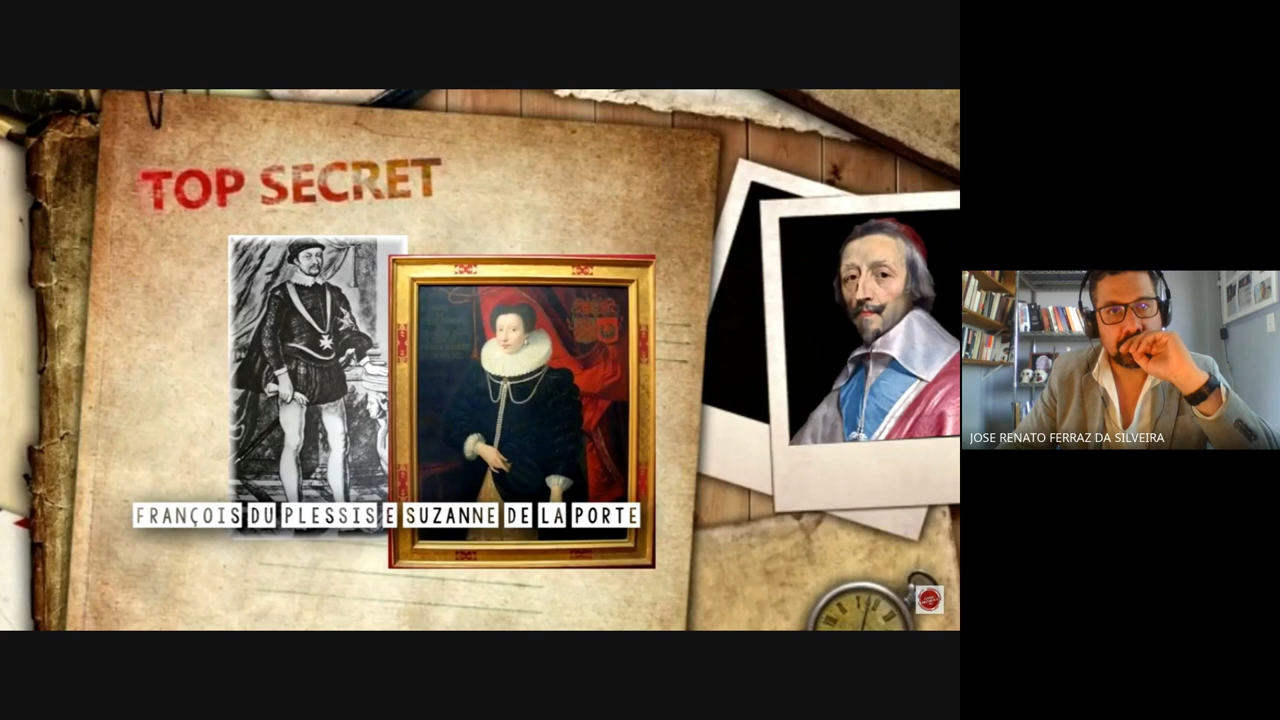 TOP SECRET
FRANÇOIS DU PLESSIS E SUZANNE DE LA PORTE
JOSE RENATO FERRAZ DA SILVEIRA